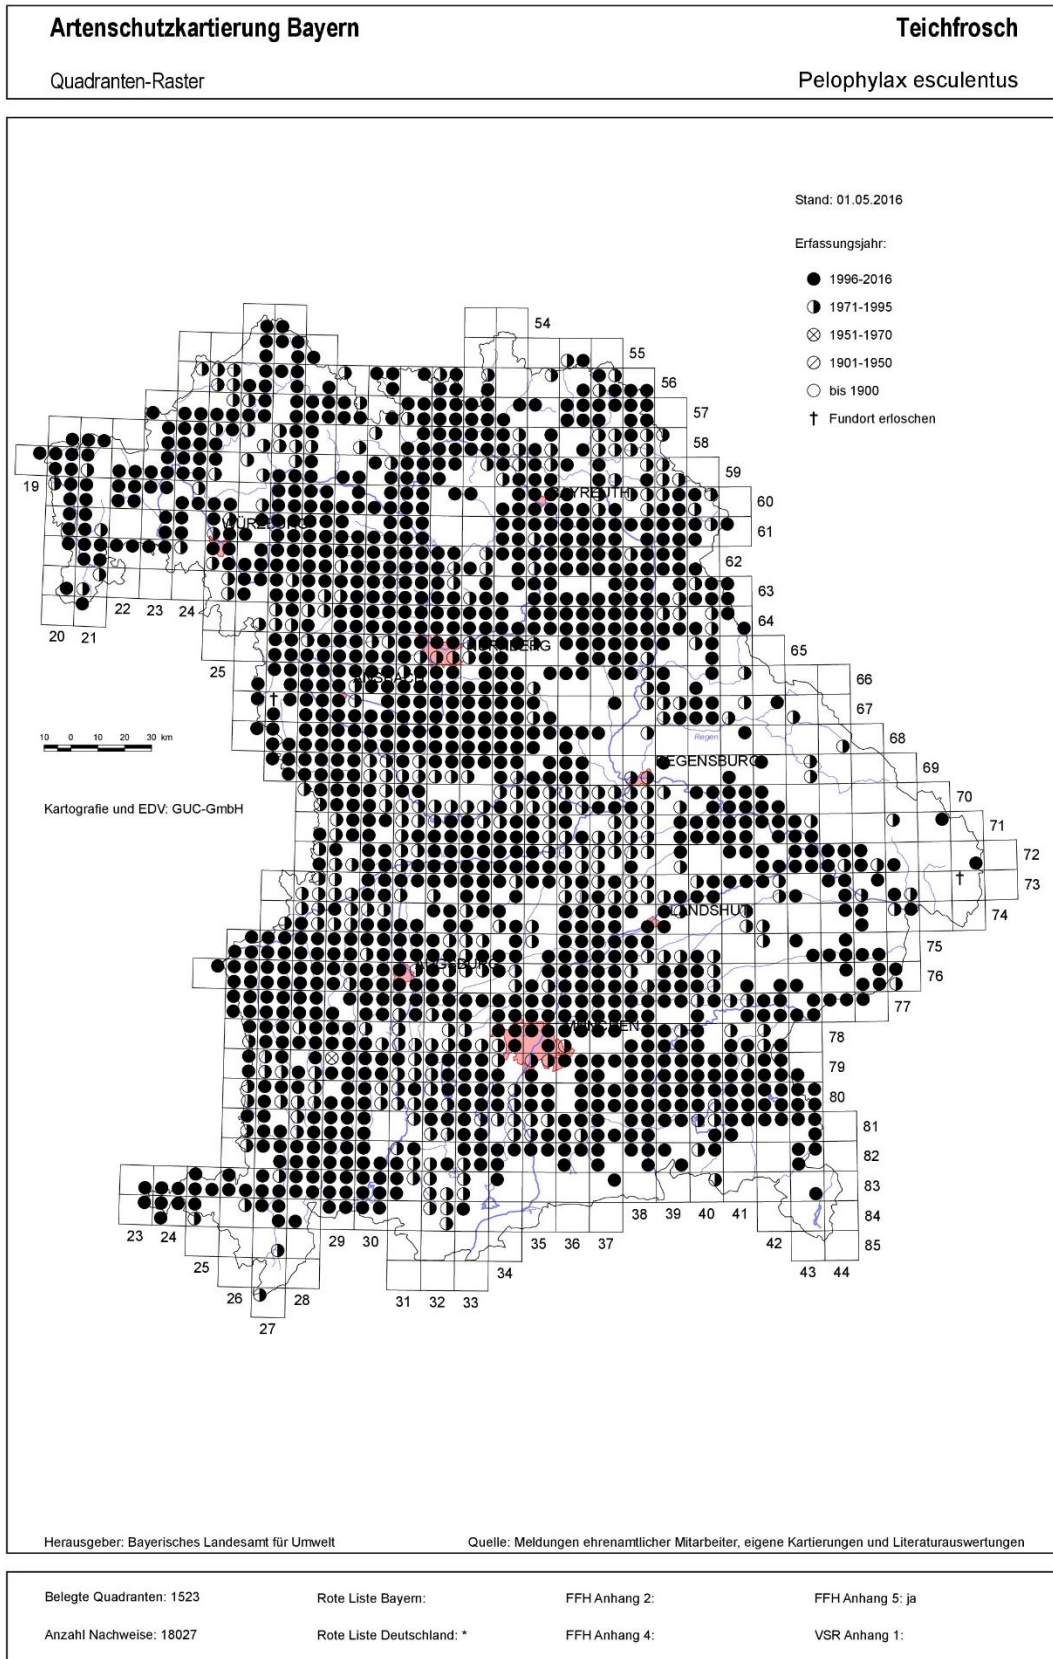 Artenschutzkartierung Bayern
Teichfrosch
Quadranten-Raster
Pelophylax esculentus
Stand: 01.05.2016
Erfassungsjahr:
1996-2016
1971-1995
1951-1970
1901-1950
bis 1900
† Fundort erloschen
54
55
56
57
58
59
60
61
62
63
64
65
66
67
68
69
70
71
72
73
74
75
76
77
78
79
80
81
82
83
84
85
19
20
21
22
23
24
25
BAYREUTH
WÜRZBURG
NÜRNBERG
ANSBACH
Regen
REGENSBURG
LANDSHUT
AUGSBURG
MÜNCHEN
10 0 10 20 30 km
Kartografie und EDV: GUC-GmbH
23
24
25
26
27
28
29
30
31
32
33
34
35
36
37
38
39
40
41
42
43
44
Herausgeber: Bayerisches Landesamt für Umwelt
Quelle: Meldungen ehrenamtlicher Mitarbeiter, eigene Kartierungen und Literaturauswertungen
Belegte Quadranten: 1523
Rote Liste Bayern:
FFH Anhang 2:
FFH Anhang 5: ja
Anzahl Nachweise: 18027
Rote Liste Deutschland: *
FFH Anhang 4:
VSR Anhang 1: